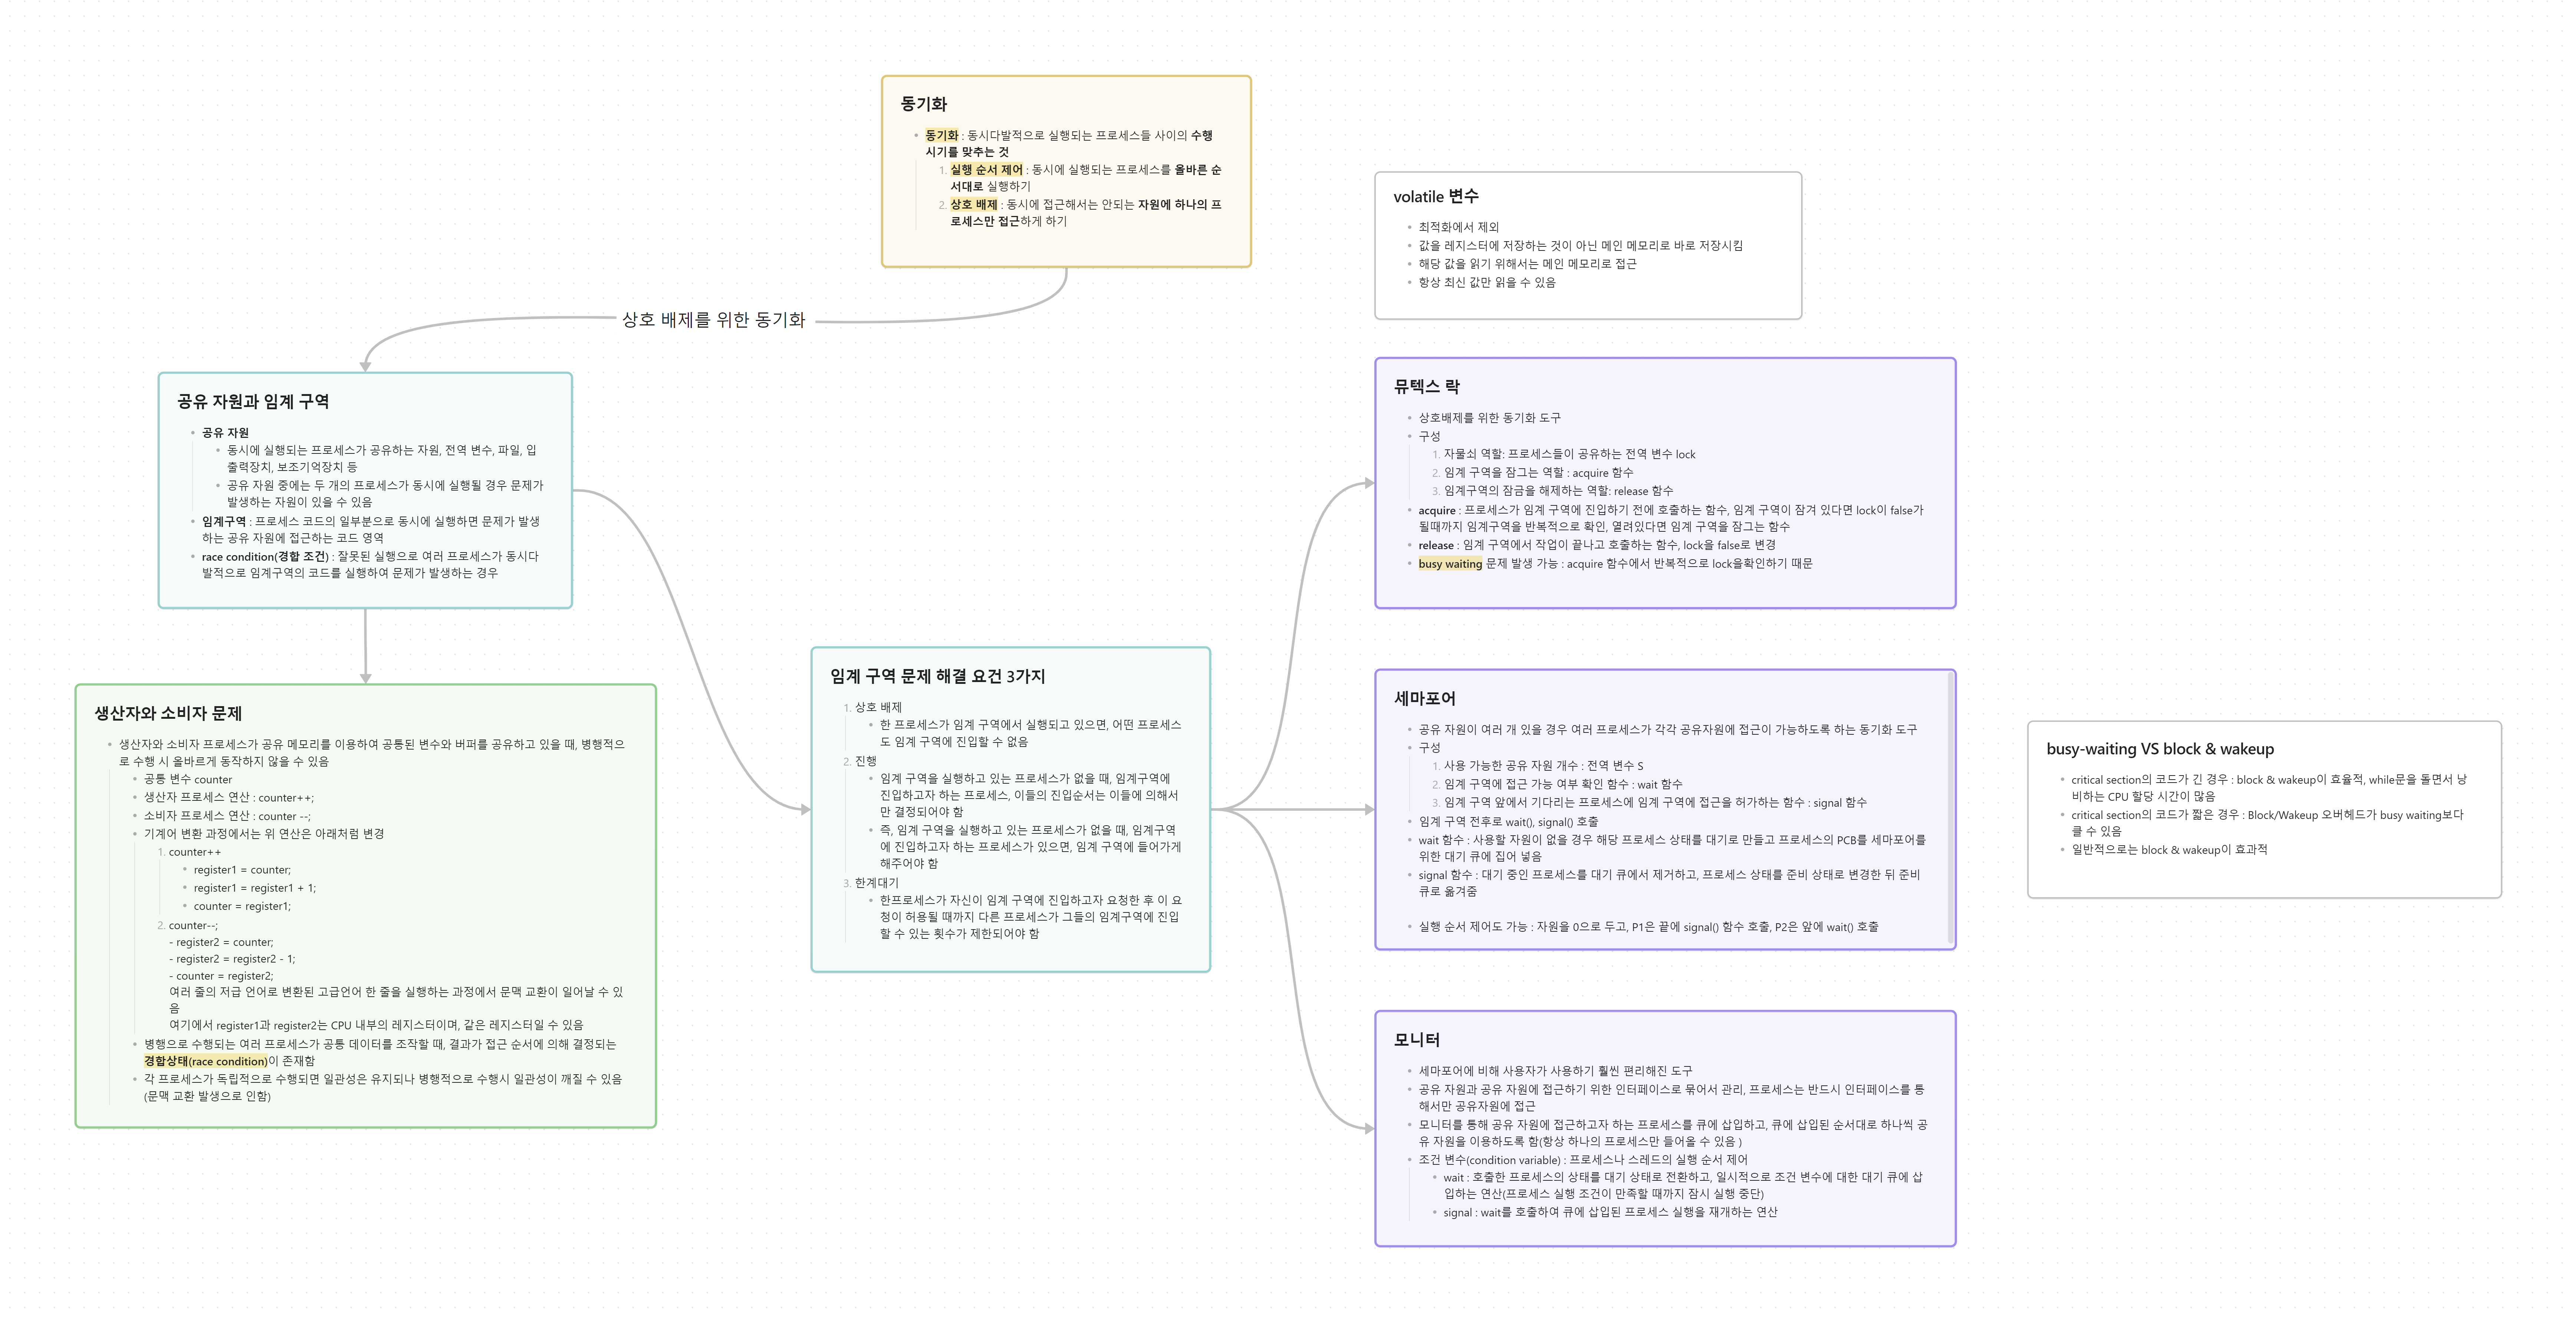 동기화
동기화 : 동시다발적으로 실행되는 프로세스들 사이의 수행
시기를 맞추는 것
1. 실행 순서 제어 : 동시에 실행되는 프로세스를 올바른 순
서대로 실행하기
2. 상호 배제 : 동시에 접근해서는 안되는 자원에 하나의 프
로세스만 접근하게 하기
volatile 변수
최적화에서 제외
값을 레지스터에 저장하는 것이 아닌 메인 메모리로 바로 저장시킴
해당 값을 읽기 위해서는 메인 메모리로 접근
항상 최신 값만 읽을 수 있음
상호 배제를 위한 동기화
공유 자원과 임계 구역
공유 자원
동시에 실행되는 프로세스가 공유하는 자원, 전역 변수, 파일, 입
출력장치, 보조기억장치 등
공유 자원 중에는 두 개의 프로세스가 동시에 실행될 경우 문제가
발생하는 자원이 있을 수 있음
임계구역 : 프로세스 코드의 일부분으로 동시에 실행하면 문제가 발생
하는 공유 자원에 접근하는 코드 영역
race condition(경합 조건) : 잘못된 실행으로 여러 프로세스가 동시다
발적으로 임계구역의 코드를 실행하여 문제가 발생하는 경우
생산자와 소비자 문제
생산자와 소비자 프로세스가 공유 메모리를 이용하여 공통된 변수와 버퍼를 공유하고 있을 때, 병행적으
로 수행 시 올바르게 동작하지 않을 수 있음
공통 변수 counter
생산자 프로세스 연산 : counter++;
소비자 프로세스 연산 : counter --;
기계어 변환 과정에서는 위 연산은 아래처럼 변경
1. counter++
register1 = counter;
register1 = register1 + 1;
counter = register1;
2. counter--;
- register2 = counter;
- register2 = register2 - 1;
- counter = register2;
여러 줄의 저급 언어로 변환된 고급언어 한 줄을 실행하는 과정에서 문맥 교환이 일어날 수 있
음
여기에서 register1과 register2는 CPU 내부의 레지스터이며, 같은 레지스터일 수 있음
병행으로 수행되는 여러 프로세스가 공통 데이터를 조작할 때, 결과가 접근 순서에 의해 결정되는
경합상태(race condition)이 존재함
각 프로세스가 독립적으로 수행되면 일관성은 유지되나 병행적으로 수행시 일관성이 깨질 수 있음
(문맥 교환 발생으로 인함)
임계 구역 문제 해결 요건 3가지
1. 상호 배제
한 프로세스가 임계 구역에서 실행되고 있으면, 어떤 프로세스
도 임계 구역에 진입할 수 없음
2. 진행
임계 구역을 실행하고 있는 프로세스가 없을 때, 임계구역에
진입하고자 하는 프로세스, 이들의 진입순서는 이들에 의해서
만 결정되어야 함
즉, 임계 구역을 실행하고 있는 프로세스가 없을 때, 임계구역
에 진입하고자 하는 프로세스가 있으면, 임계 구역에 들어가게
해주어야 함
3. 한계대기
한프로세스가 자신이 임계 구역에 진입하고자 요청한 후 이 요
청이 허용될 때까지 다른 프로세스가 그들의 임계구역에 진입
할 수 있는 횟수가 제한되어야 함
뮤텍스 락
상호배제를 위한 동기화 도구
구성
1. 자물쇠 역할: 프로세스들이 공유하는 전역 변수 lock
2. 임계 구역을 잠그는 역할 : acquire 함수
3. 임계구역의 잠금을 해제하는 역할: release 함수
acquire : 프로세스가 임계 구역에 진입하기 전에 호출하는 함수, 임계 구역이 잠겨 있다면 lock이 false가
될때까지 임계구역을 반복적으로 확인, 열려있다면 임계 구역을 잠그는 함수
release : 임계 구역에서 작업이 끝나고 호출하는 함수, lock을 false로 변경
busy waiting 문제 발생 가능 : acquire 함수에서 반복적으로 lock을확인하기 때문
세마포어
공유 자원이 여러 개 있을 경우 여러 프로세스가 각각 공유자원에 접근이 가능하도록 하는 동기화 도구
구성
1. 사용 가능한 공유 자원 개수 : 전역 변수 S
2. 임계 구역에 접근 가능 여부 확인 함수 : wait 함수
3. 임계 구역 앞에서 기다리는 프로세스에 임계 구역에 접근을 허가하는 함수 : signal 함수
임계 구역 전후로 wait(), signal() 호출
wait 함수 : 사용할 자원이 없을 경우 해당 프로세스 상태를 대기로 만들고 프로세스의 PCB를 세마포어를
위한 대기 큐에 집어 넣음
signal 함수 : 대기 중인 프로세스를 대기 큐에서 제거하고, 프로세스 상태를 준비 상태로 변경한 뒤 준비
큐로 옮겨줌
실행 순서 제어도 가능 : 자원을 0으로 두고, P1은 끝에 signal() 함수 호출, P2은 앞에 wait() 호출
busy-waiting VS block & wakeup
critical section의 코드가 긴 경우 : block & wakeup이 효율적, while문을 돌면서 낭
비하는 CPU 할당 시간이 많음
critical section의 코드가 짧은 경우 : Block/Wakeup 오버헤드가 busy waiting보다
클 수 있음
일반적으로는 block & wakeup이 효과적
모니터
세마포어에 비해 사용자가 사용하기 훨씬 편리해진 도구
공유 자원과 공유 자원에 접근하기 위한 인터페이스로 묶어서 관리, 프로세스는 반드시 인터페이스를 통
해서만 공유자원에 접근
모니터를 통해 공유 자원에 접근하고자 하는 프로세스를 큐에 삽입하고, 큐에 삽입된 순서대로 하나씩 공
유 자원을 이용하도록 함(항상 하나의 프로세스만 들어올 수 있음 )
조건 변수(condition variable) : 프로세스나 스레드의 실행 순서 제어
wait : 호출한 프로세스의 상태를 대기 상태로 전환하고, 일시적으로 조건 변수에 대한 대기 큐에 삽
입하는 연산(프로세스 실행 조건이 만족할 때까지 잠시 실행 중단)
signal : wait를 호출하여 큐에 삽입된 프로세스 실행을 재개하는 연산